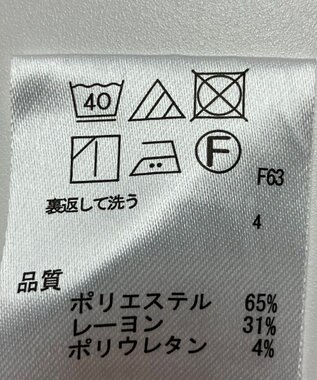 40
F
F63
裏返して洗う
4
品質
ポリエステル 65%
レーヨン 31%
ポリウレタン 4%